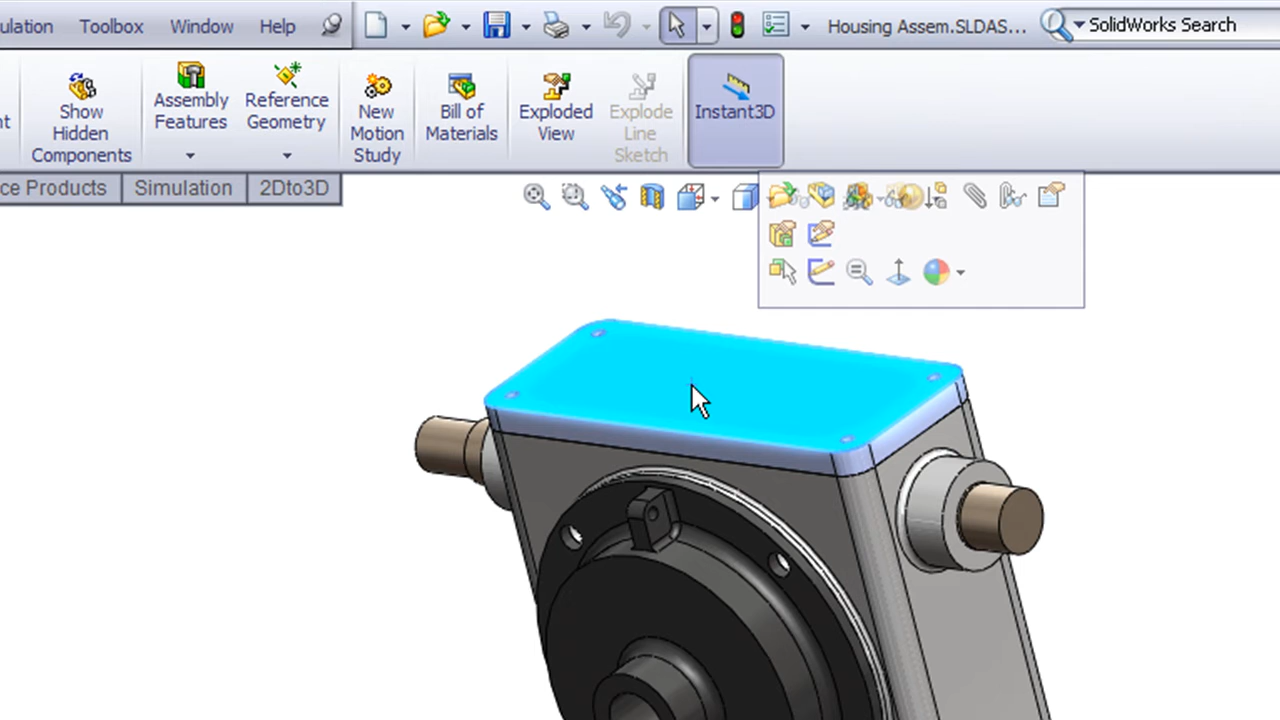 ulation Toolbox Window Help Housing Assem.SLDAS... SolidWorks Search
nt
Show
Hidden
Components
Assembly
Features
Reference
Geometry
New
Motion
Study
Bill of
Materials
Exploded
View
Explode
Line
Sketch
Instant3D
ce Products Simulation 2Dto3D